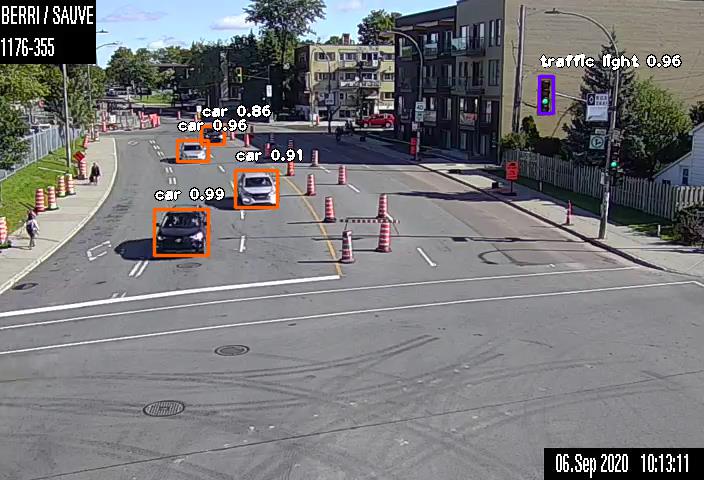 BERRI / SAUVE
1176-355
traffic light 0.96
car 0.86
car 0.96
car 0.91
car 0.99
06.Sep 2020 10:13:11